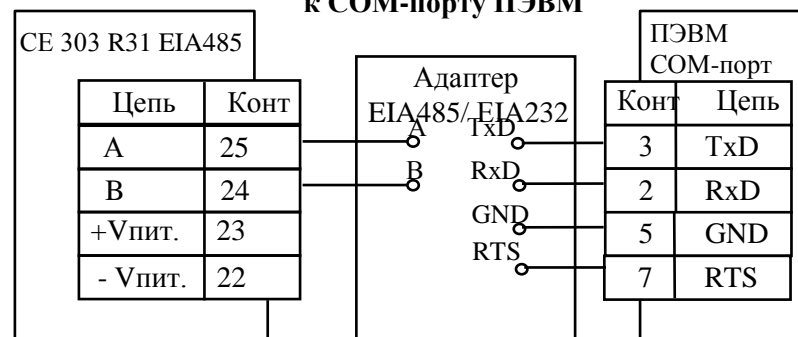 к COM-порту ПЭВМ
CE 303 R31 EIA485
Цепь Конт
A 25
B 24
+Vпит. 23
- Vпит. 22
Адаптер
EIA485/ EIA232
A TxD
B RxD
GND
RTS
ПЭВМ
COM-порт
Конт Цепь
3 TxD
2 RxD
5 GND
7 RTS